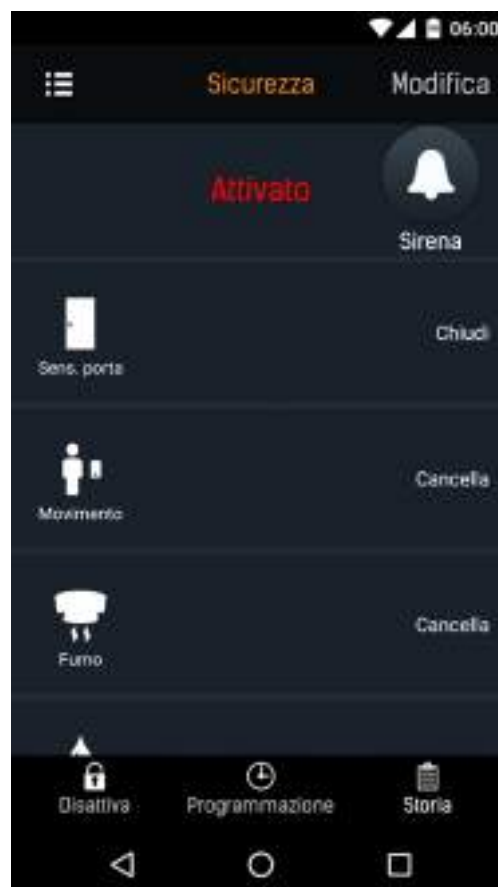 06:00
Sicurezza Modifica
Attivato
Sirena
Chiudi
Sens. porta
Cancella
Movimento
Cancella
Fumo
Disattiva Programmazione Storia